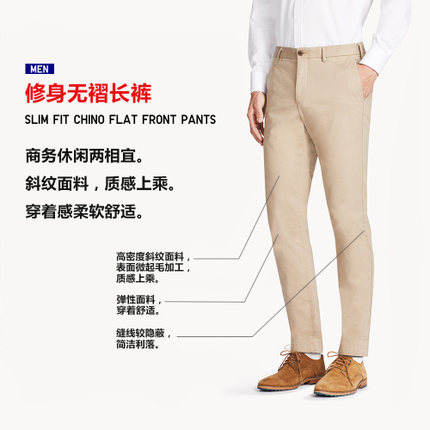 MEN
修身无褶长裤
SLIM FIT CHINO FLAT FRONT PANTS
商务休闲两相宜。
斜纹面料，质感上乘。
穿着感柔软舒适。
高密度斜纹面料，
表面微起毛加工，
质感上乘。
弹性面料，
穿着舒适。
缝线较隐蔽，
简洁利落。